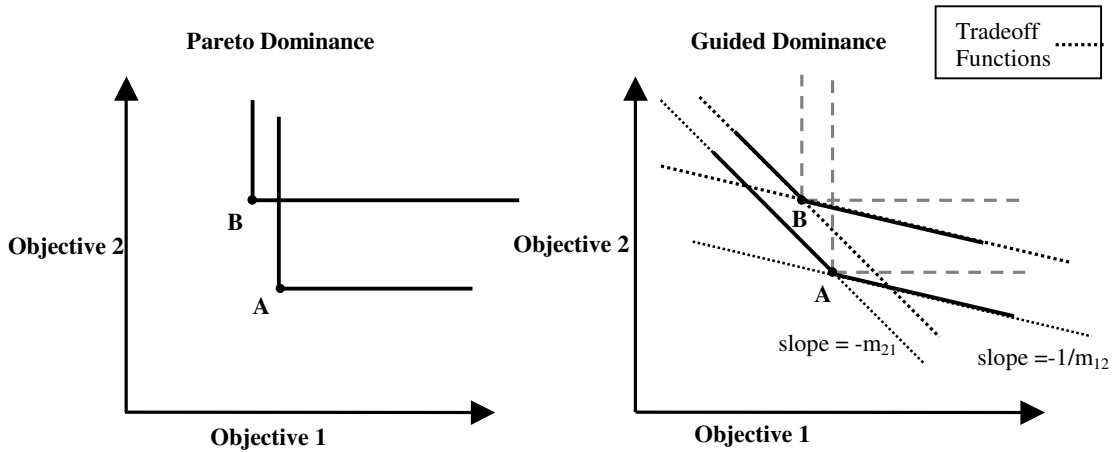 Pareto Dominance
B
A
Objective 2
Objective 1
Guided Dominance
Tradeoff
Functions
B
A
Objective 2
slope = -m₂₁
slope =-1/m₁₂
Objective 1